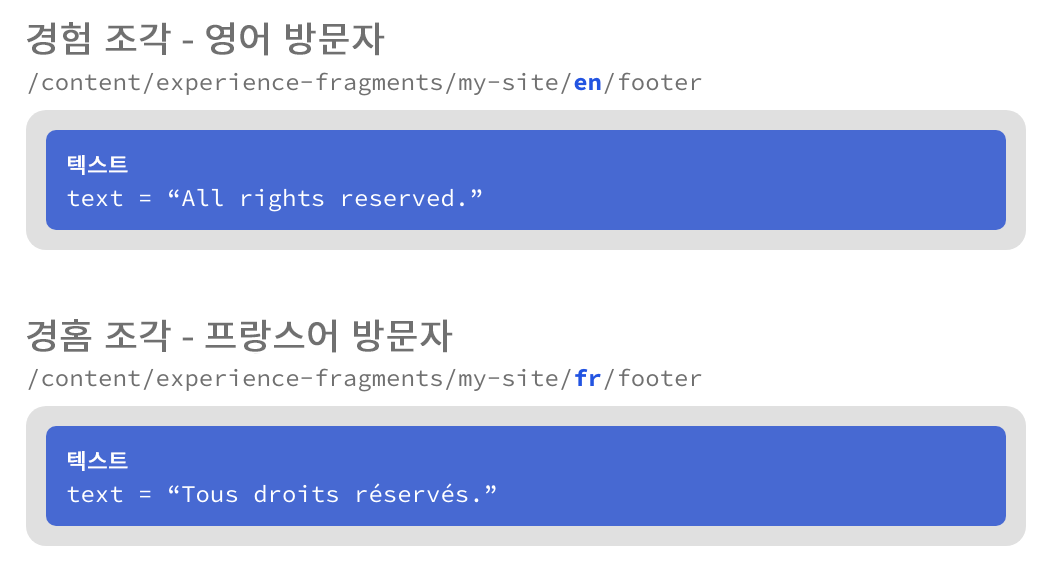 경험 조각 - 영어 방문자
/content/experience-fragments/my-site/en/footer
텍스트
text = “All rights reserved.”
경홈 조각 - 프랑스어 방문자
/content/experience-fragments/my-site/fr/footer
텍스트
text = “Tous droits réservés.”